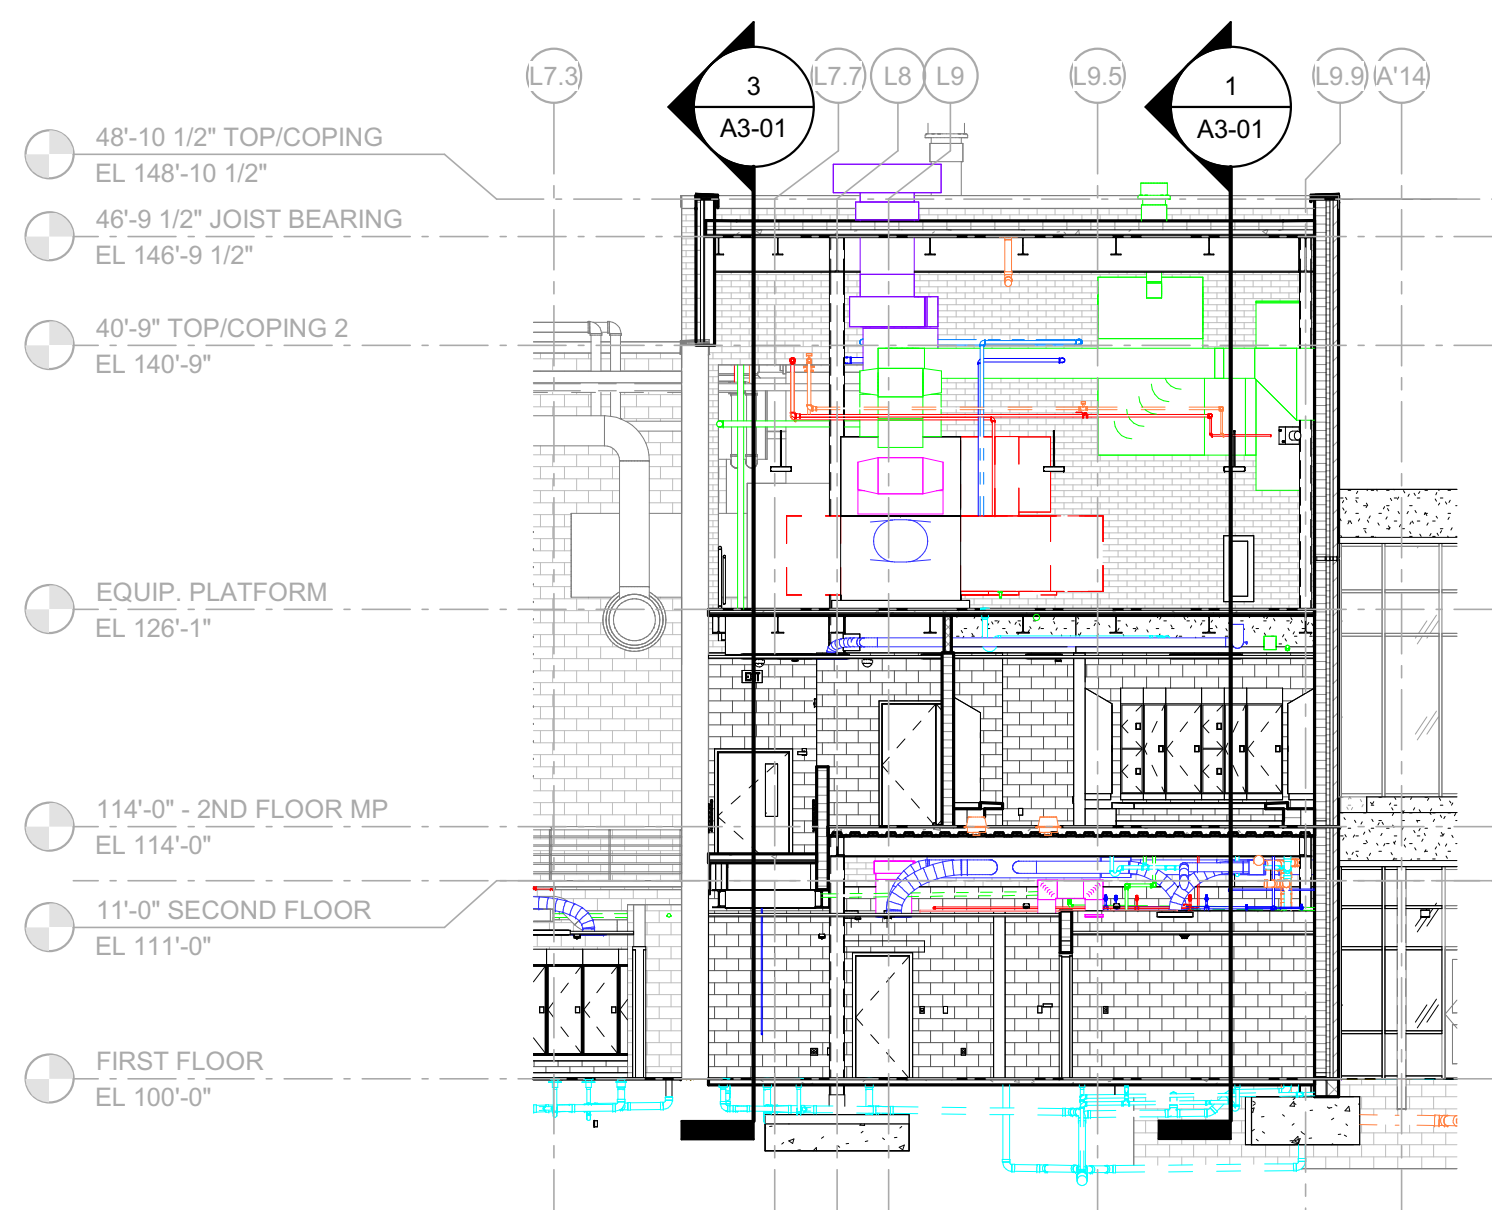 L7.3
3
A3-01
L7.7
L8
L9
L9.5
1
A3-01
L9.9
A'14
48'-10 1/2" TOP/COPING
EL 148'-10 1/2"
46'-9 1/2" JOIST BEARING
EL 146'-9 1/2"
40'-9" TOP/COPING 2
EL 140'-9"
EQUIP. PLATFORM
EL 126'-1"
EXIT
114'-0" - 2ND FLOOR MP
EL 114'-0"
11'-0" SECOND FLOOR
EL 111'-0"
FIRST FLOOR
EL 100'-0"